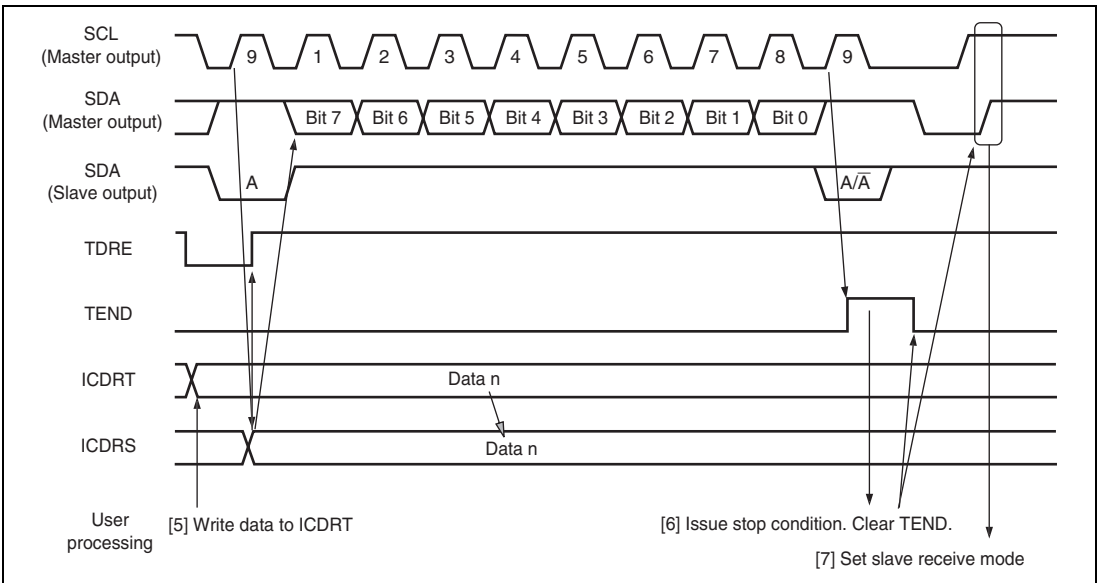 SCL
(Master output)
9 1 2 3 4 5 6 7 8 9
SDA
(Master output)
Bit 7 Bit 6 Bit 5 Bit 4 Bit 3 Bit 2 Bit 1 Bit 0
SDA
(Slave output)
A A/A̅
TDRE
TEND
ICDRT
Data n
ICDRS
Data n
User
processing
[5] Write data to ICDRT
[6] Issue stop condition. Clear TEND.
[7] Set slave receive mode